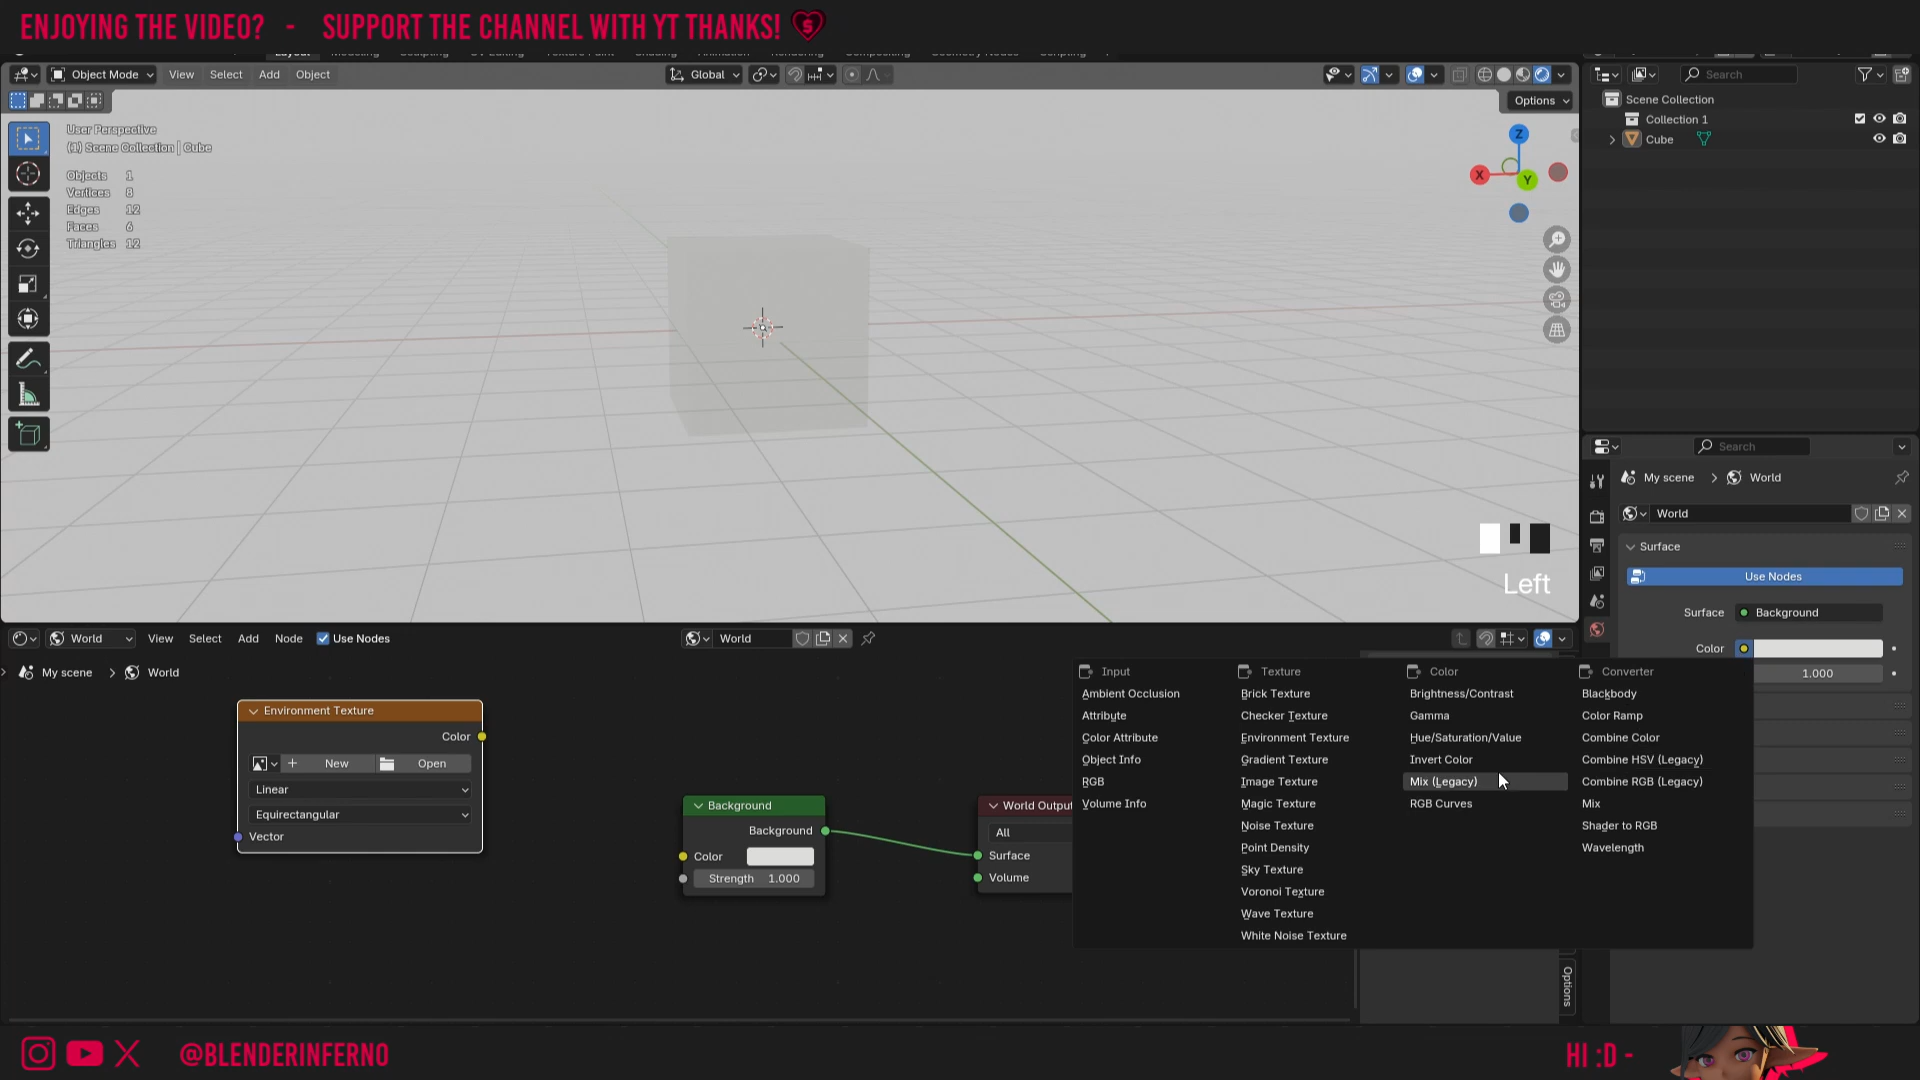 ENJOYING THE VIDEO? - SUPPORT THE CHANNEL WITH YT THANKS!
Object Mode
View
Select
Add
Object
Global
Search
Options
User Perspective
(1) Scene Collection | Cube
Objects 1
Vertices 8
Edges 12
Faces 6
Triangles 12
Z
X
Y
Left
Scene Collection
Collection 1
Cube
Search
My scene > World
World
Surface
Use Nodes
Surface Background
Color
1.000
World
View
Select
Add
Node
Use Nodes
World
My scene > World
Environment Texture
Color
New
Open
Linear
Equirectangular
Vector
Background
Background
Color
Strength 1.000
World Output
All
Surface
Volume
Input
Ambient Occlusion
Attribute
Color Attribute
Object Info
RGB
Volume Info
Texture
Brick Texture
Checker Texture
Environment Texture
Gradient Texture
Image Texture
Magic Texture
Noise Texture
Point Density
Sky Texture
Voronoi Texture
Wave Texture
White Noise Texture
Color
Brightness/Contrast
Gamma
Hue/Saturation/Value
Invert Color
Mix (Legacy)
RGB Curves
Converter
Blackbody
Color Ramp
Combine Color
Combine HSV (Legacy)
Combine RGB (Legacy)
Mix
Shader to RGB
Wavelength
Options
@BLENDERINFERNO
HI :D -